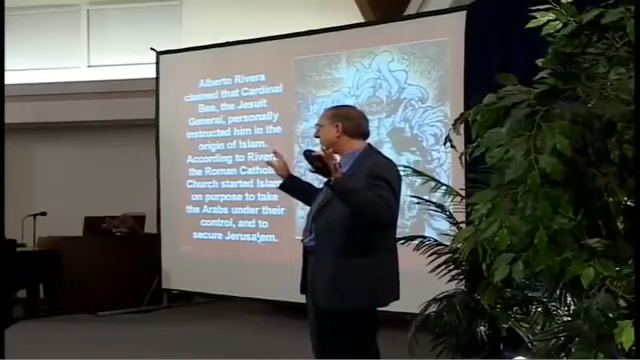 Alberto Rivera
claimed that Cardinal
Bea, the Jesuit
General, personally
instructed him in the
origin of Islam.
According to Rivera,
the Roman Catholic
Church started Islam
on purpose to take
the Arabs under their
control, and to
secure Jerusalem.